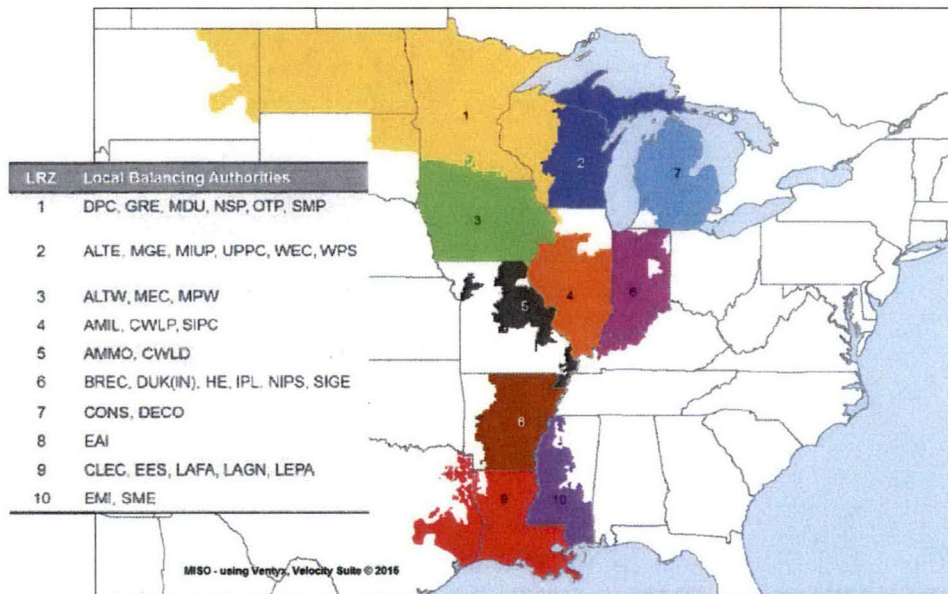 LRZ Local Balancing Authorities
1 DPC, GRE, MDU, NSP, OTP, SMP
2 ALTE, MGE, MIUP, UPPC, WEC, WPS
3 ALTW, MEC, MPW
4 AMIL, CWLP, SIPC
5 AMMO, CWLD
6 BREC, DUK(IN), HE, IPL, NIPS, SIGE
7 CONS, DECO
8 EAI
9 CLEC, EES, LAFA, LAGN, LEPA
10 EMI, SME
1
2
7
3
4
6
5
8
9
10
MISO - using Ventyx, Velocity Suite © 2015